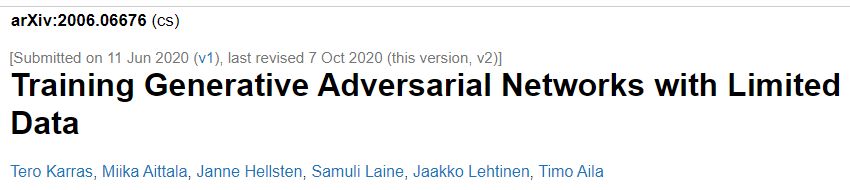 arXiv:2006.06676 (cs)
[Submitted on 11 Jun 2020 (v1), last revised 7 Oct 2020 (this version, v2)]
Training Generative Adversarial Networks with Limited
Data
Tero Karras, Miika Aittala, Janne Hellsten, Samuli Laine, Jaakko Lehtinen, Timo Aila